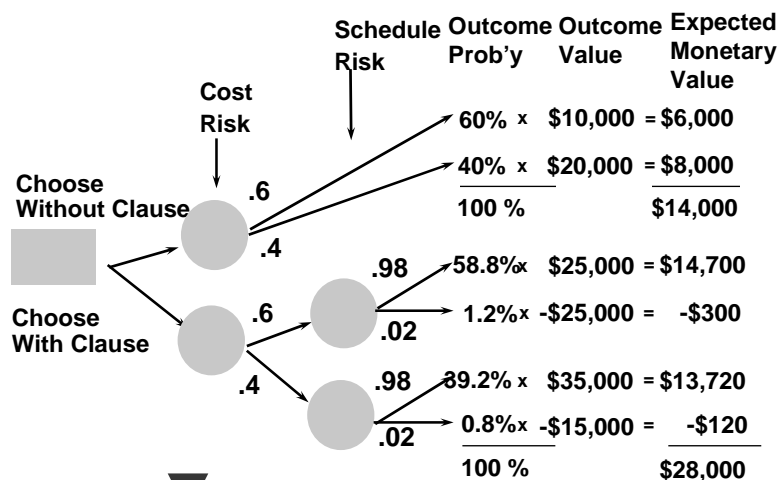 Schedule Risk
Outcome Prob'y
Outcome Value
Expected Monetary Value
Cost Risk
60% x $10,000 = $6,000
.6
40% x $20,000 = $8,000
Choose
Without Clause
100 % $14,000
.4
.98
58.8%x $25,000 = $14,700
.6
1.2%x -$25,000 = -$300
.02
Choose
With Clause
.4
.98
39.2% x $35,000 = $13,720
0.8%x -$15,000 = -$120
.02
100 % $28,000